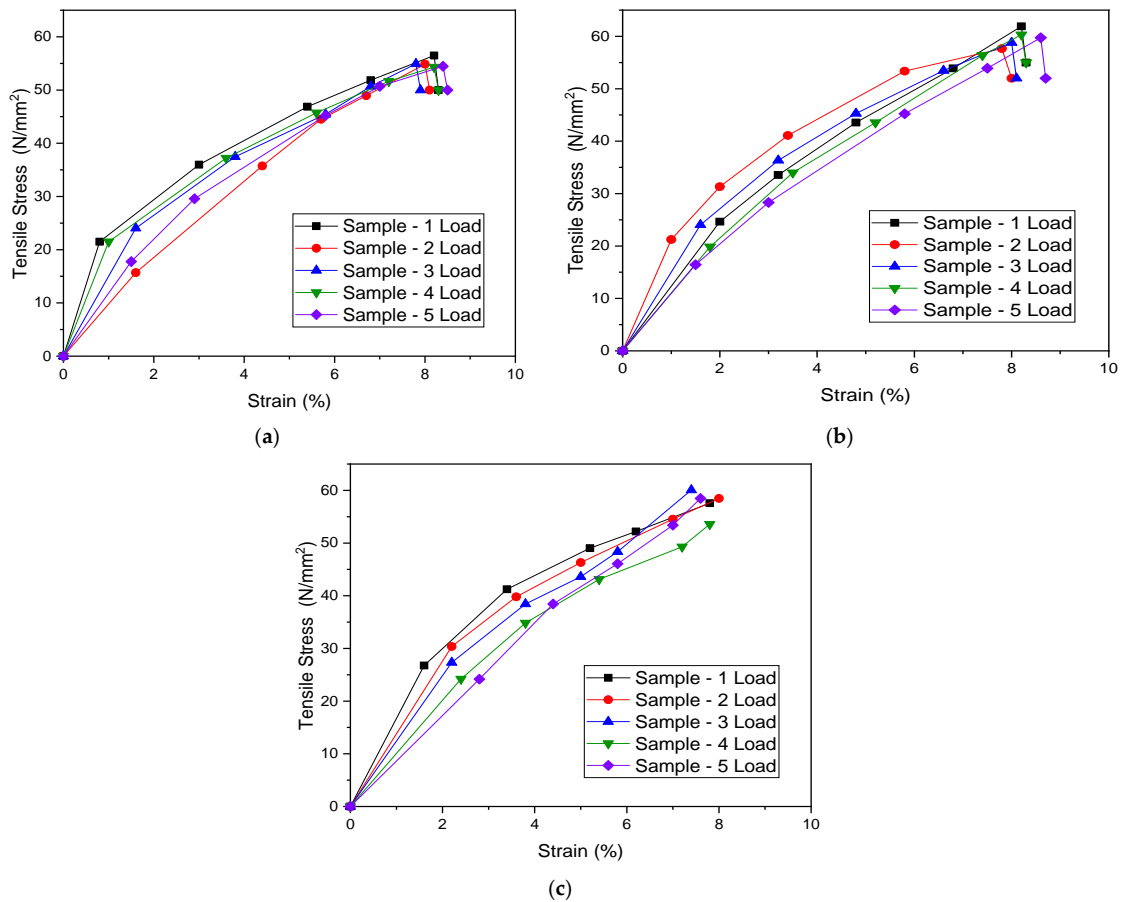 60
50
40
30
20
10
0
Tensile Stress (N/mm²)
Sample - 1 Load
Sample - 2 Load
Sample - 3 Load
Sample - 4 Load
Sample - 5 Load
0 2 4 6 8 10
Strain (%)
(a)
60
50
40
30
20
10
0
Tensile Stress (N/mm²)
Sample - 1 Load
Sample - 2 Load
Sample - 3 Load
Sample - 4 Load
Sample - 5 Load
0 2 4 6 8 10
Strain (%)
(b)
60
50
40
30
20
10
0
Tensile Stress (N/mm²)
Sample - 1 Load
Sample - 2 Load
Sample - 3 Load
Sample - 4 Load
Sample - 5 Load
0 2 4 6 8 10
Strain (%)
(c)